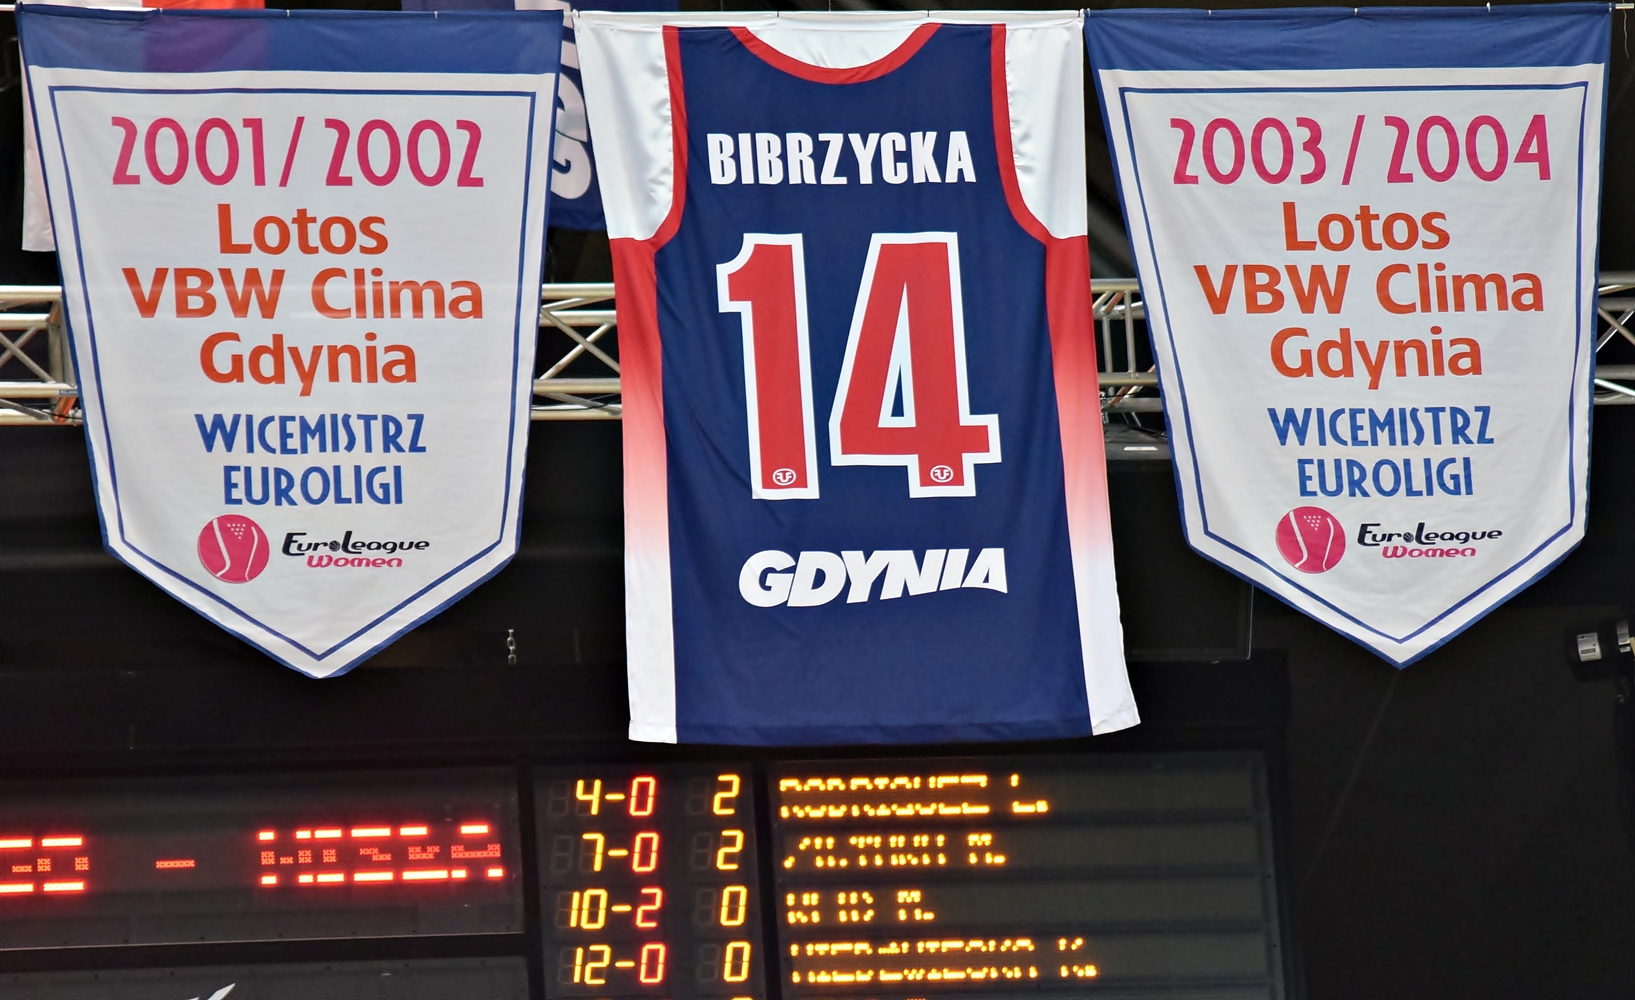 2001/2002
Lotos
VBW Clima
Gdynia
WICEMISTRZ
EUROLIGI
EuroLeague
Women
BIBRZYCKA
14
GDYNIA
2003/2004
Lotos
VBW Clima
Gdynia
WICEMISTRZ
EUROLIGI
EuroLeague
Women
4-0 2
7-0 2
10-2 0
12-0 0